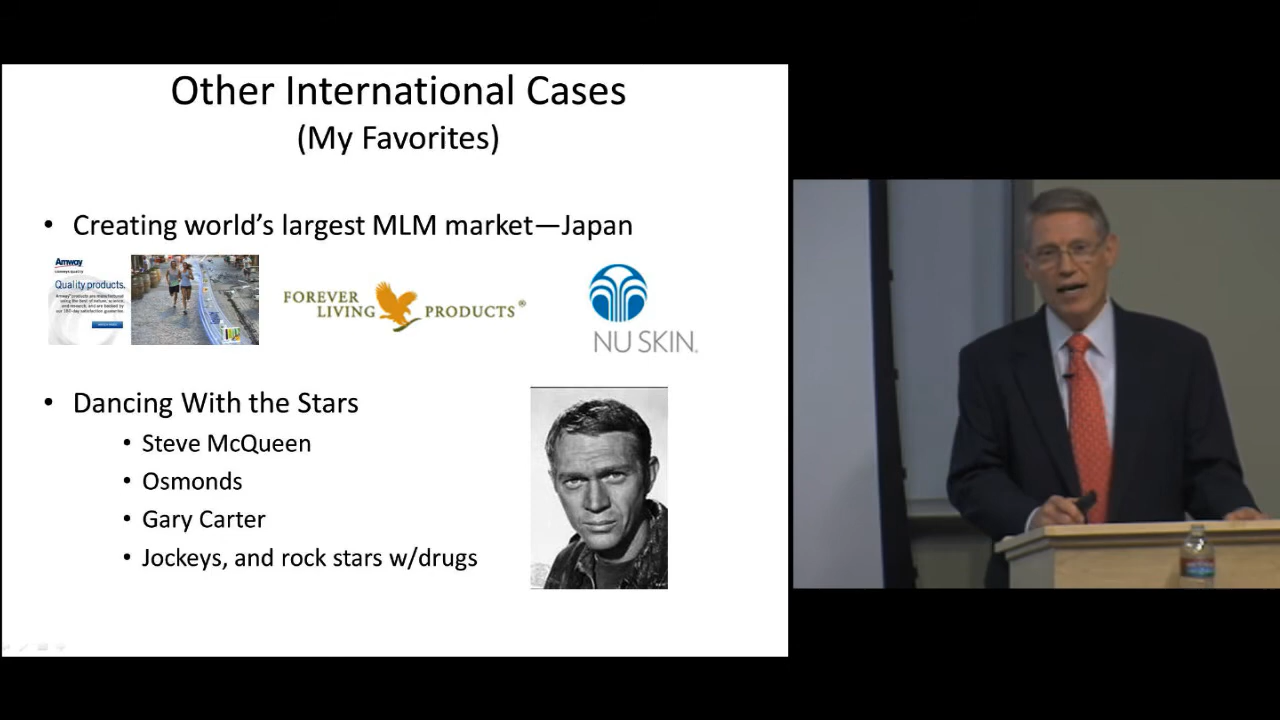 Other International Cases
(My Favorites)
• Creating world's largest MLM market—Japan
Amway
Quality products.
FOREVER
LIVING PRODUCTS®
NU SKIN.
• Dancing With the Stars
• Steve McQueen
• Osmonds
• Gary Carter
• Jockeys, and rock stars w/drugs